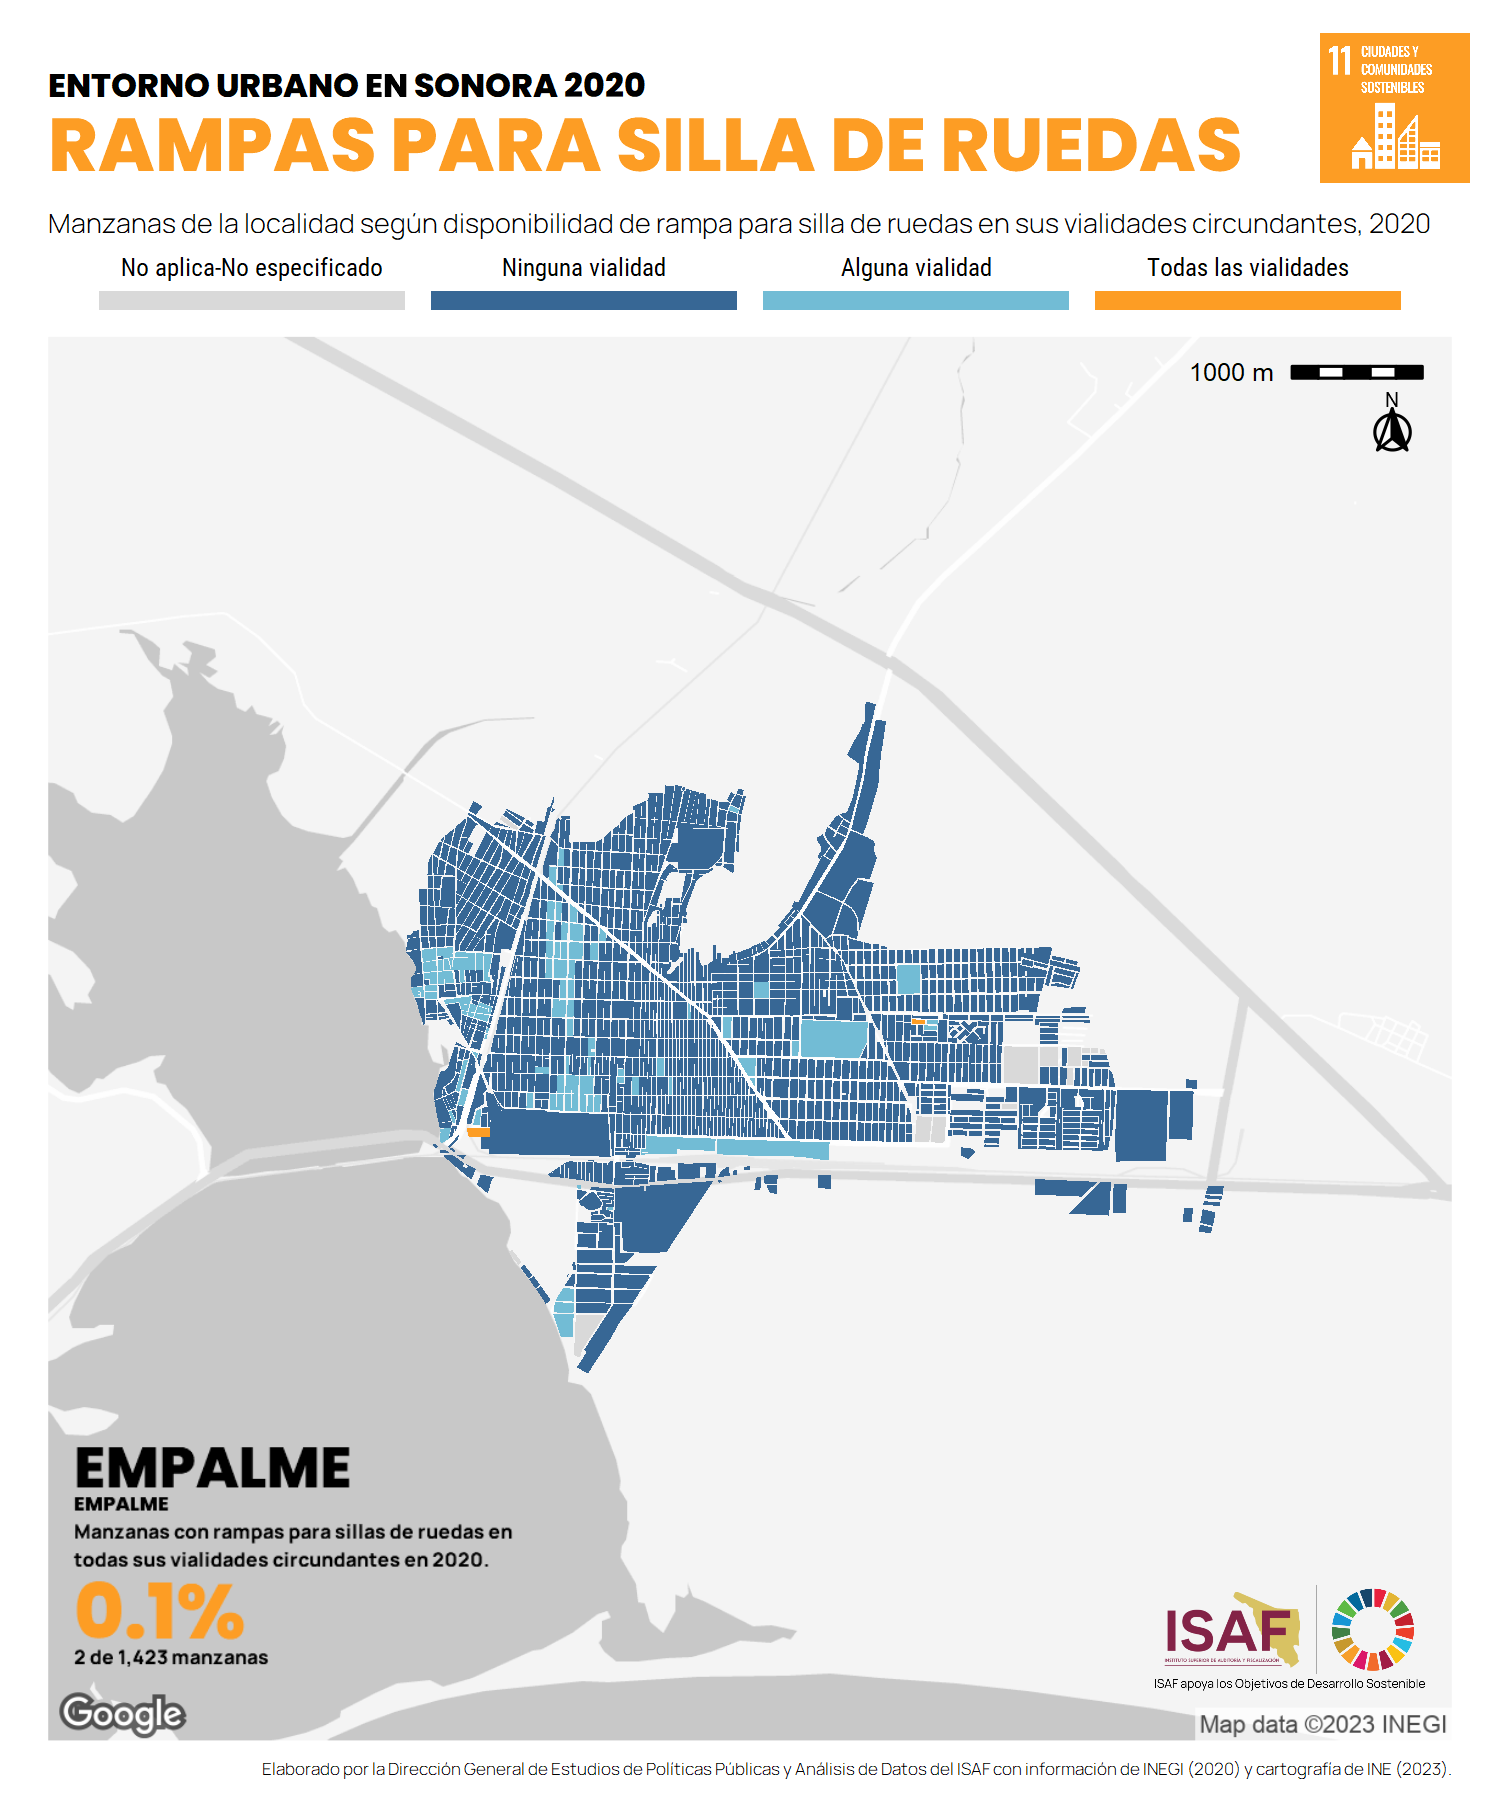 11 CIUDADES Y
COMUNIDADES
SOSTENIBLES
ENTORNO URBANO EN SONORA 2020
RAMPAS PARA SILLA DE RUEDAS
Manzanas de la localidad según disponibilidad de rampa para silla de ruedas en sus vialidades circundantes, 2020
No aplica-No especificado Ninguna vialidad Alguna vialidad Todas las vialidades
1000 m
N
EMPALME
EMPALME
Manzanas con rampas para sillas de ruedas en
todas sus vialidades circundantes en 2020.
0.1%
2 de 1,423 manzanas
ISAF
INSTITUTO SUPERIOR DE AUDITORÍA Y FISCALIZACIÓN
ISAF apoya los Objetivos de Desarrollo Sostenible
Google
Map data ©2023 INEGI
Elaborado por la Dirección General de Estudios de Políticas Públicas y Análisis de Datos del ISAF con información de INEGI (2020) y cartografía de INE (2023).